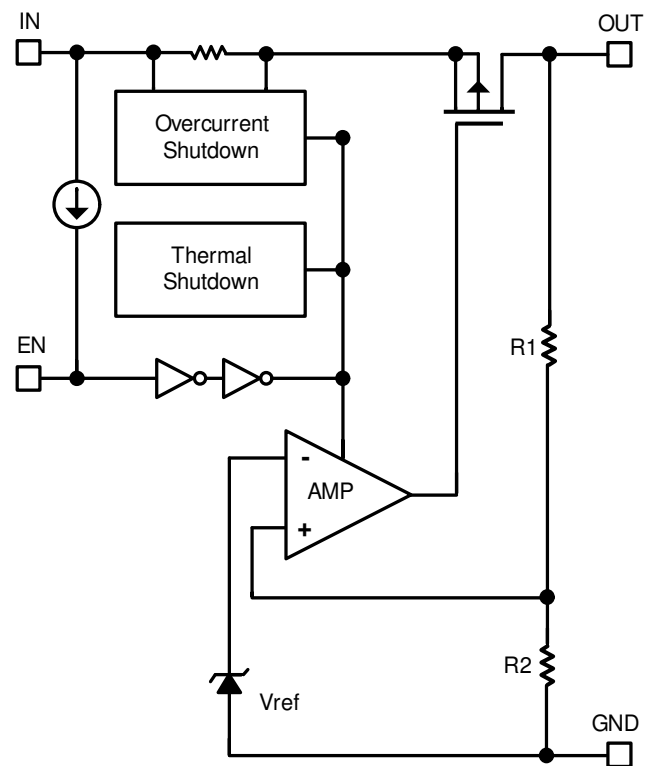 IN
OUT
Overcurrent
Shutdown
Thermal
Shutdown
EN
R1
-
AMP
+
R2
Vref
GND